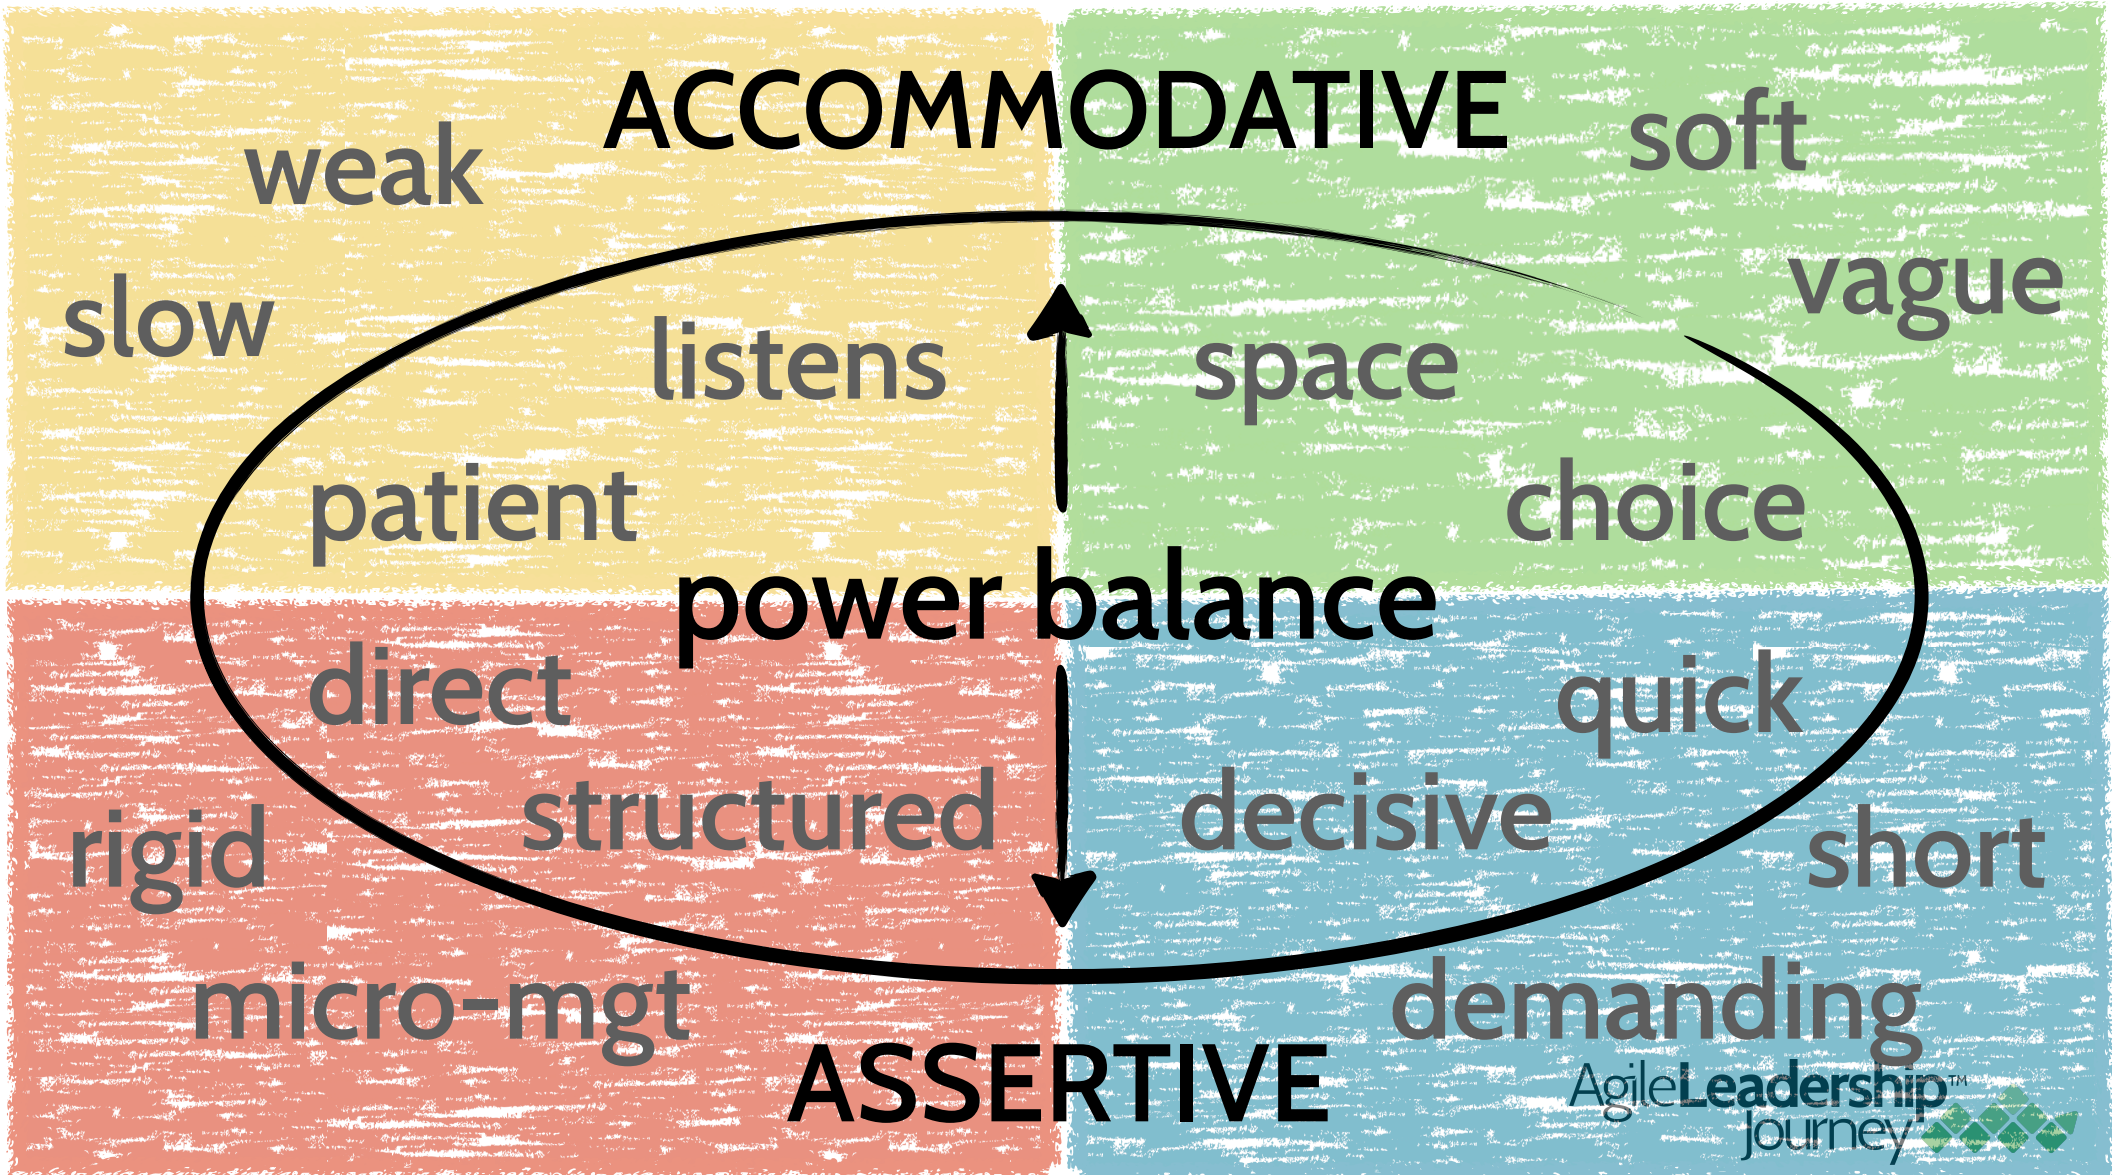 ACCOMMODATIVE
weak
soft
slow
vague
listens
space
patient
choice
power balance
direct
quick
structured
decisive
rigid
short
micro-mgt
demanding
ASSERTIVE
AgileLeadership™
Journey